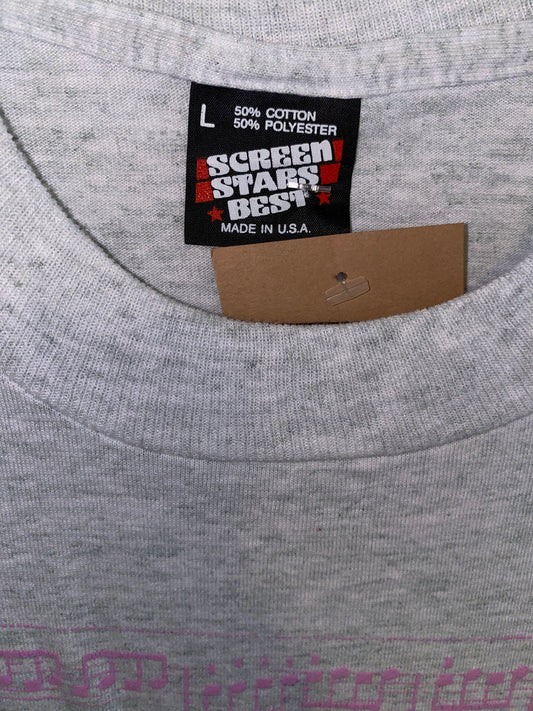 L
50% COTTON
50% POLYESTER
SCREEN
STARS
BEST
MADE IN U.S.A.